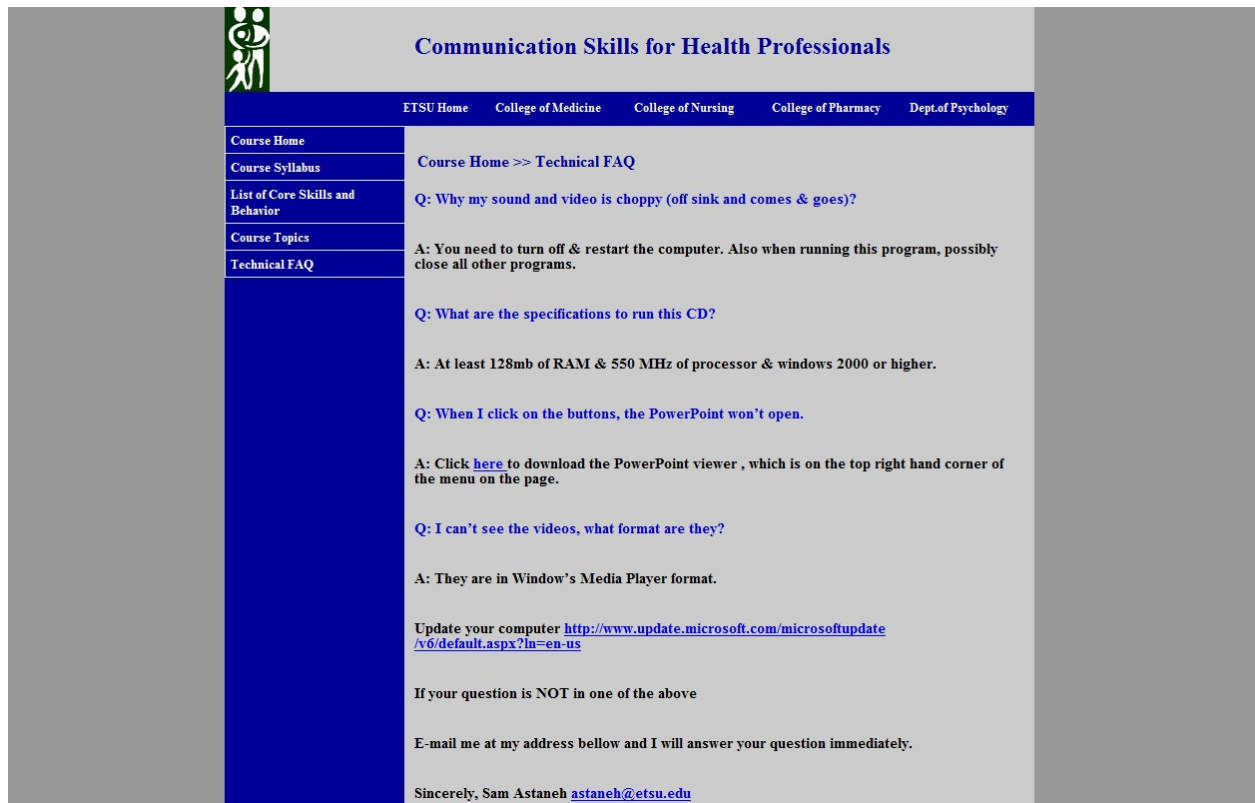 Communication Skills for Health Professionals
ETSU Home College of Medicine College of Nursing College of Pharmacy Dept.of Psychology
Course Home
Course Syllabus
List of Core Skills and
Behavior
Course Topics
Technical FAQ
Course Home >> Technical FAQ
Q: Why my sound and video is choppy (off sink and comes & goes)?
A: You need to turn off & restart the computer. Also when running this program, possibly
close all other programs.
Q: What are the specifications to run this CD?
A: At least 128mb of RAM & 550 MHz of processor & windows 2000 or higher.
Q: When I click on the buttons, the PowerPoint won’t open.
A: Click here to download the PowerPoint viewer , which is on the top right hand corner of
the menu on the page.
Q: I can’t see the videos, what format are they?
A: They are in Window’s Media Player format.
Update your computer http://www.update.microsoft.com/microsoftupdate
/v6/default.aspx?ln=en-us
If your question is NOT in one of the above
E-mail me at my address bellow and I will answer your question immediately.
Sincerely, Sam Astaneh astaneh@etsu.edu